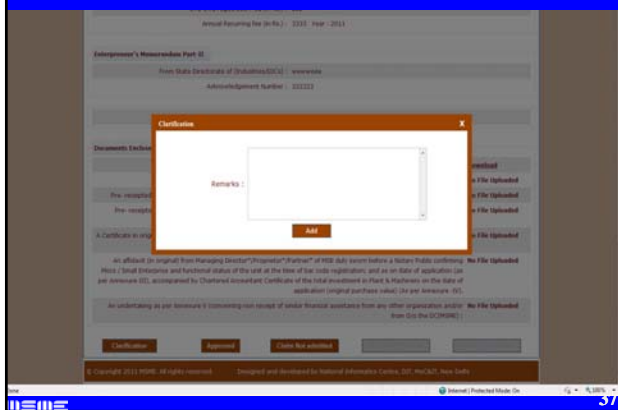 Annual Recurring fee (in Rs.) : 3333 Year : 2011
Entrepreneur's Memorandum Part II
From State Directorate of (Industries/DICs) : wwwwww
Acknowledgement Number : 222222
Clarification X
Documents Enclos
Download
Remarks :
File Uploaded
Pre- receipted File Uploaded
Pre- receipte File Uploaded
Add
A Certificate in orig File Uploaded
An affidavit (in original) from Managing Director*/Proprietor*/Partner* of MSE duly sworn before a Notary Public confirming No File Uploaded
Micro / Small Enterprise and functional status of the unit at the time of bar code registration, and as on date of application (as
per Annexure III), accompanied by Chartered Accountant Certificate of the total investment in Plant & Machinery on the date of
application (original purchase value) (As per Annexure IV).
An undertaking as per Annexure V (concerning non receipt of similar financial assistance from any other organization and/or No File Uploaded
from O/o the DC(MSME) :
Clarification Approved Claim Not admitted
© Copyright 2011 MSME. All rights reserved Designed and developed by National Informatics Centre, DIT, MoC&IT, New Delhi
Done Internet | Protected Mode: On 100%
msme 37